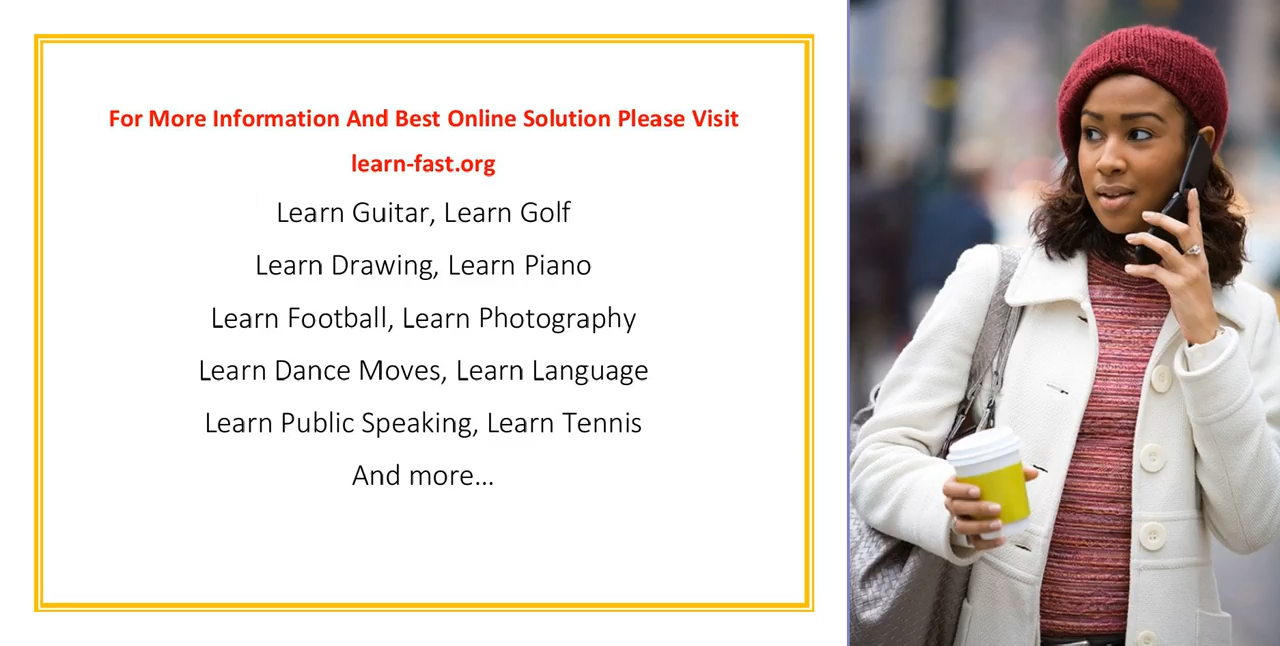 For More Information And Best Online Solution Please Visit
learn-fast.org
Learn Guitar, Learn Golf
Learn Drawing, Learn Piano
Learn Football, Learn Photography
Learn Dance Moves, Learn Language
Learn Public Speaking, Learn Tennis
And more...